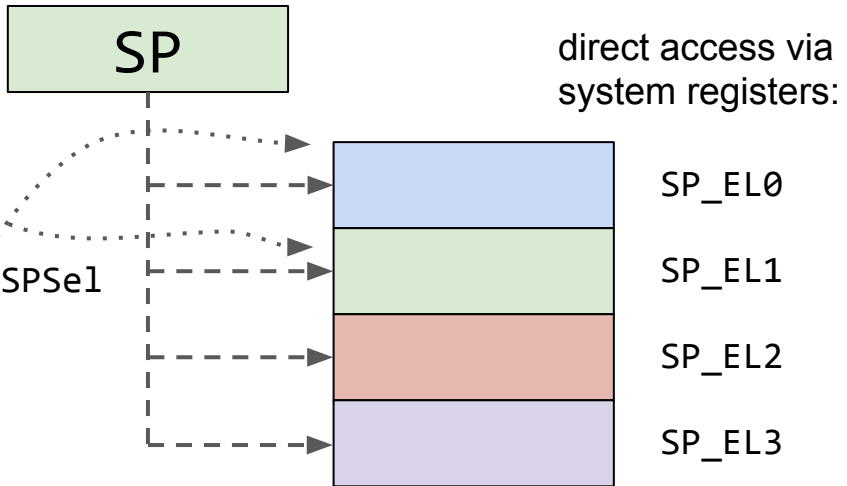 SP
direct access via
system registers:
SP_EL0
SPSel
SP_EL1
SP_EL2
SP_EL3